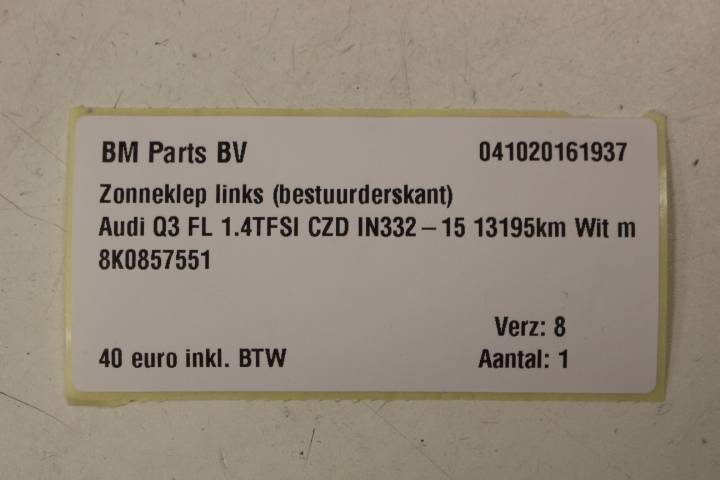 BM Parts BV 041020161937
Zonneklep links (bestuurderskant)
Audi Q3 FL 1.4TFSI CZD IN332 – 15 13195km Wit m
8K0857551
Verz: 8
40 euro inkl. BTW Aantal: 1